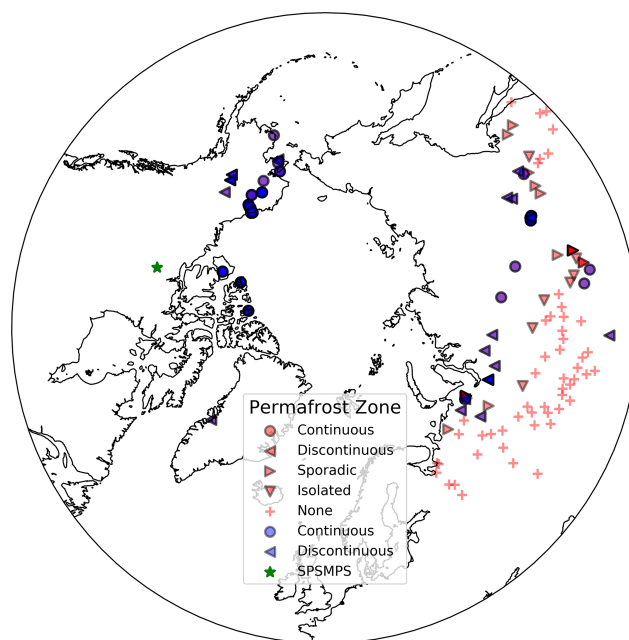 Permafrost Zone
Continuous
Discontinuous
Sporadic
Isolated
None
Continuous
Discontinuous
SPSMPS